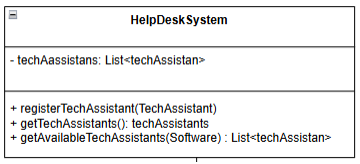 HelpDeskSystem
- techAassistans: List<techAssistan>
+ registerTechAssistant(TechAssistant)
+ getTechAssistants(): techAssistants
+ getAvailableTechAssistants(Software) : List<techAssistan>